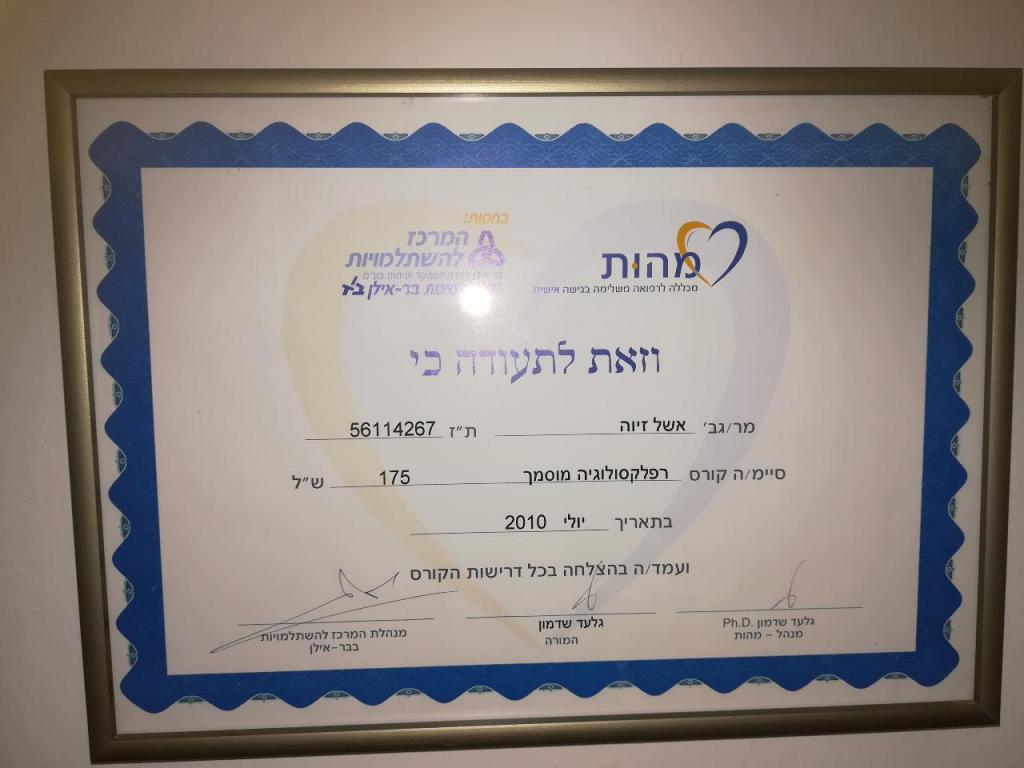 מהות
מכללה לרפואה משלימה בגישה אישית
בחסות:
המרכז
להשתלמויות
בר-אילן
וזאת לתעודה כי
מר/גב׳ אשל זיוה ת״ז 56114267
סיימ/ה קורס רפלקסולוגיה מוסמך 175 ש״ל
בתאריך יולי 2010
ועמד/ה בהצלחה בכל דרישות הקורס
גלעד שדמון Ph.D.
מנהל – מהות
גלעד שדמון
המורה
מנהלת המרכז להשתלמויות
בבר-אילן